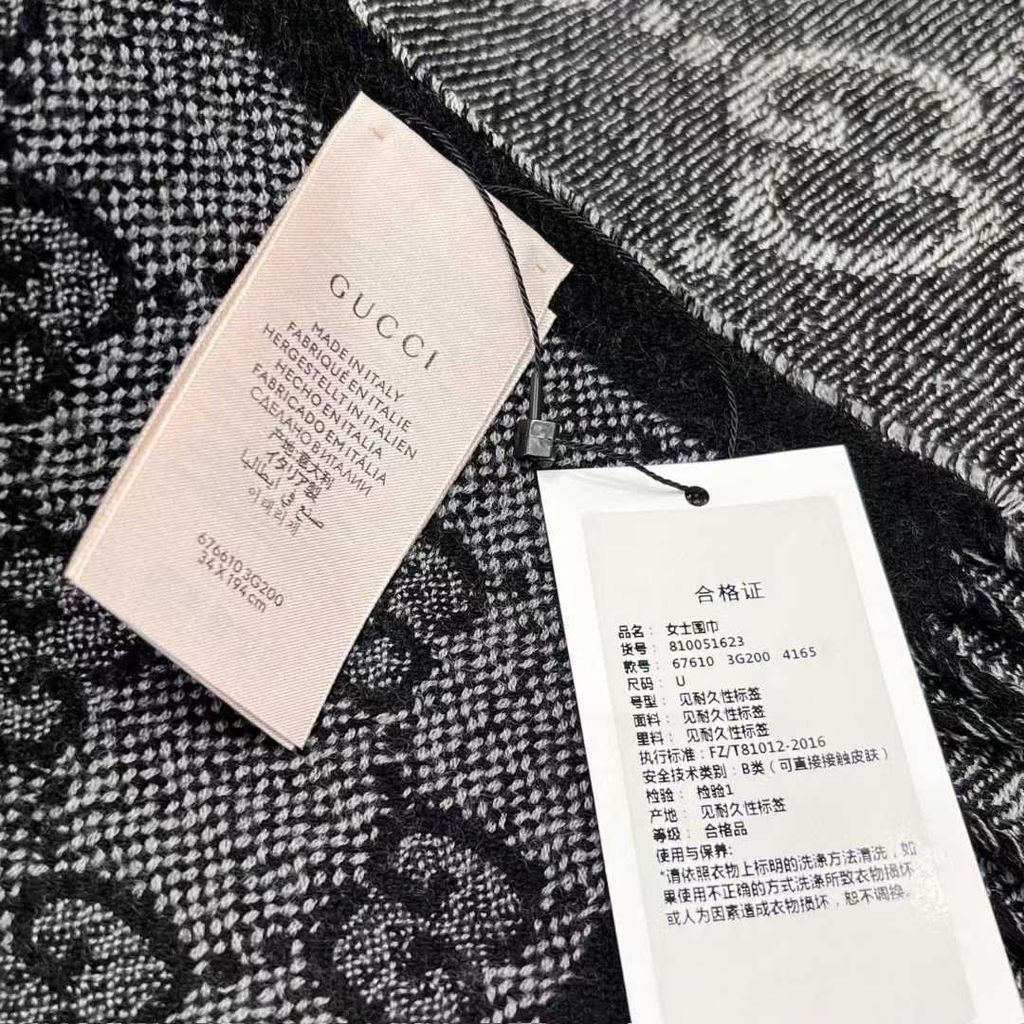 GUCCI
MADE IN ITALY
FABRIQUÉ EN ITALIE
HERGESTELLT IN ITALIEN
HECHO EN ITALIA
FABRICADO EM ITALIA
СДЕЛАНО В ИТАЛИИ
产地:意大利
イタリア製
صنع في إيطاليا
이태리제
676610 3G200
34 X 194 cm
合格证
品名： 女士围巾
货号： 810051623
款号： 67610 3G200 4165
尺码： U
号型： 见耐久性标签
面料： 见耐久性标签
里料： 见耐久性标签
执行标准：FZ/T81012-2016
安全技术类别：B类（可直接接触皮肤）
检验： 检验1
产地： 见耐久性标签
等级： 合格品
使用与保养:
*请依照衣物上标明的洗涤方法清洗，如
果使用不正确的方式洗涤所致衣物损坏
或人为因素造成衣物损坏，恕不调换。